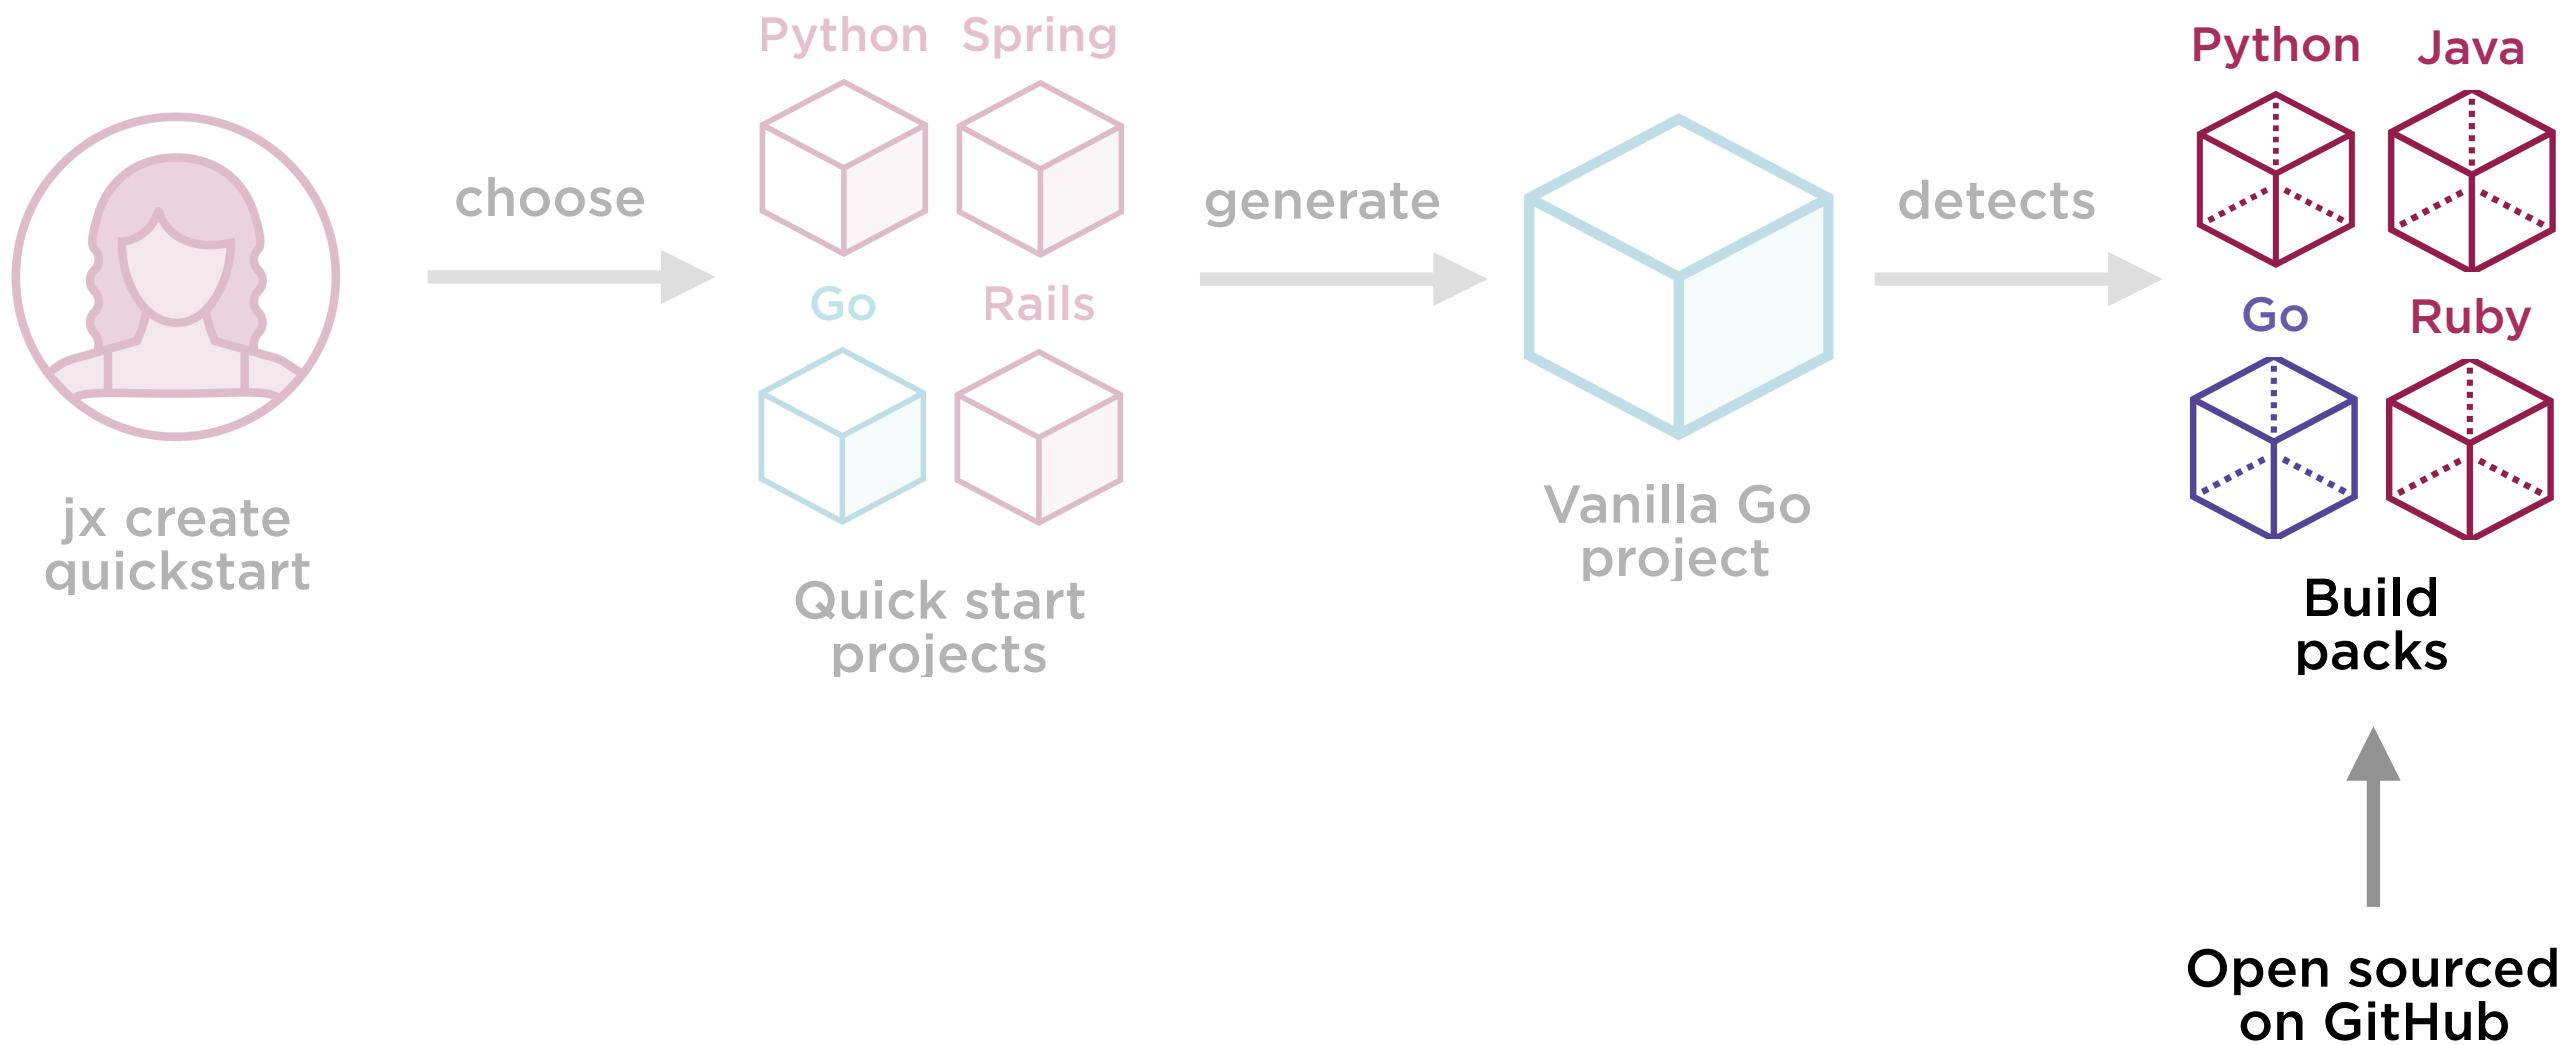 jx create
quickstart
choose
Python
Spring
Go
Rails
Quick start
projects
generate
Vanilla Go
project
detects
Python
Java
Go
Ruby
Build
packs
Open sourced
on GitHub